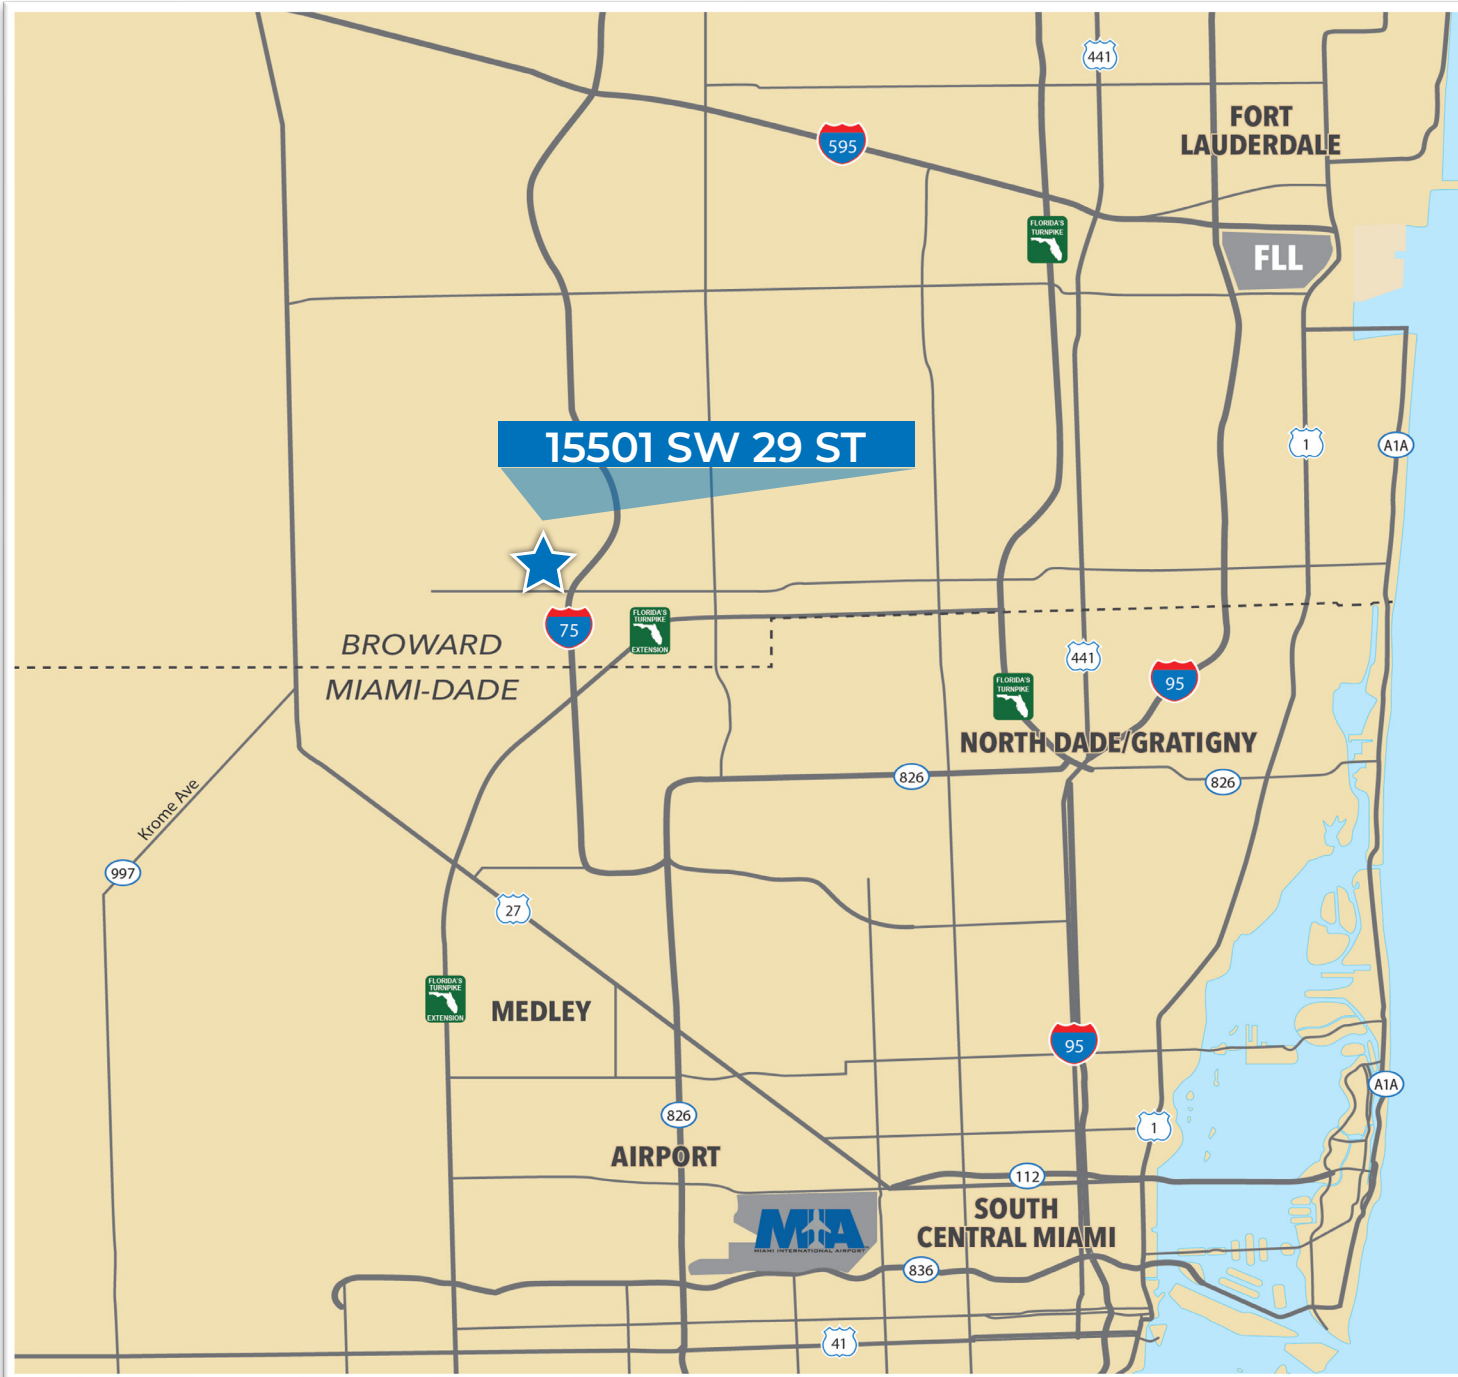 441
FORT
LAUDERDALE
595
FLORIDA'S
TURNPIKE
FLL
15501 SW 29 ST
1
A1A
FLORIDA'S
TURNPIKE
EXTENSION
75
BROWARD
MIAMI-DADE
441
95
FLORIDA'S
TURNPIKE
NORTH DADE/GRATIGNY
826
826
Krome Ave
997
27
FLORIDA'S
TURNPIKE
EXTENSION
MEDLEY
95
A1A
826
1
AIRPORT
112
SOUTH
CENTRAL MIAMI
MIA
MIAMI INTERNATIONAL AIRPORT
836
41